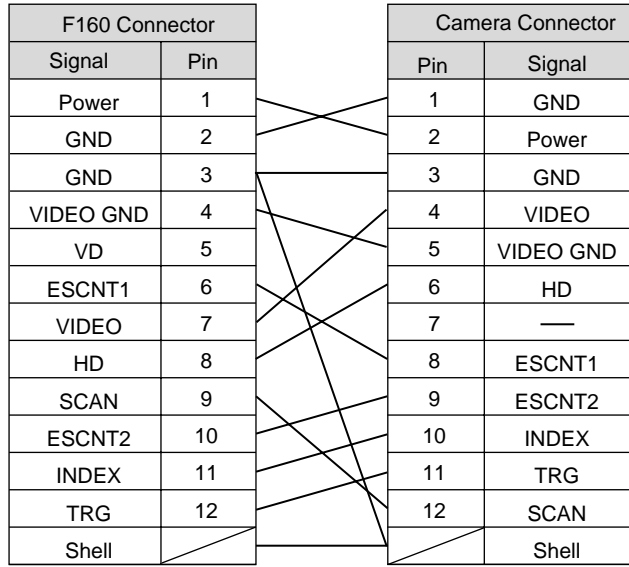 F160 Connector Camera Connector
Signal Pin Pin Signal
Power 1 1 GND
GND 2 2 Power
GND 3 3 GND
VIDEO GND 4 4 VIDEO
VD 5 5 VIDEO GND
ESCNT1 6 6 HD
VIDEO 7 7 —
HD 8 8 ESCNT1
SCAN 9 9 ESCNT2
ESCNT2 10 10 INDEX
INDEX 11 11 TRG
TRG 12 12 SCAN
Shell Shell